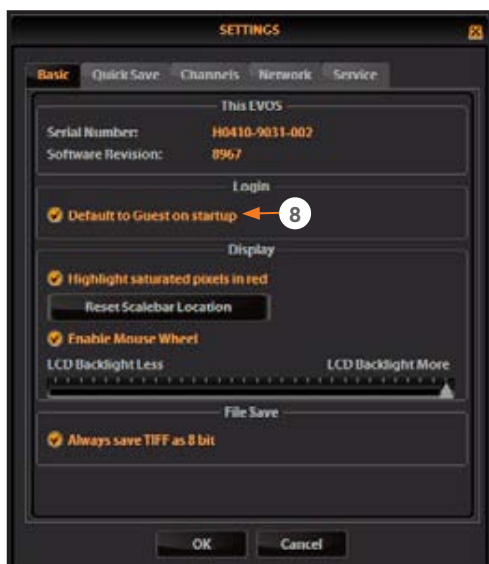 SETTINGS
Basic Quick Save Channels Network Service
This EVOS
Serial Number: H0410-9031-002
Software Revision: 8967
Login
Default to Guest on startup 8
Display
Highlight saturated pixels in red
Reset Scalebar Location
Enable Mouse Wheel
LCD Backlight Less LCD Backlight More
File Save
Always save TIFF as 8 bit
OK Cancel